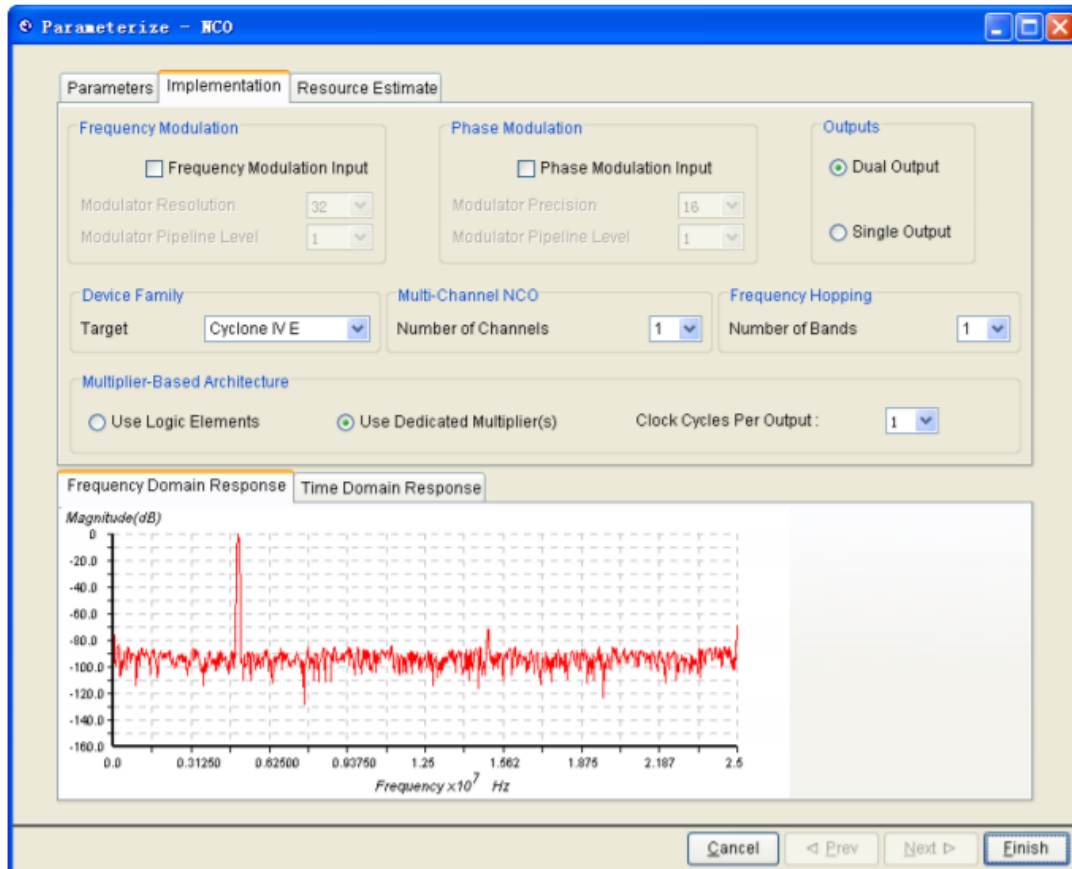 Parameterize - NCO
Parameters Implementation Resource Estimate
Frequency Modulation Phase Modulation Outputs
Frequency Modulation Input Phase Modulation Input Dual Output
Modulator Resolution 32 Modulator Precision 16
Modulator Pipeline Level 1 Modulator Pipeline Level 1 Single Output
Device Family Multi-Channel NCO Frequency Hopping
Target Cyclone IV E Number of Channels 1 Number of Bands 1
Multiplier-Based Architecture
Use Logic Elements Use Dedicated Multiplier(s) Clock Cycles Per Output : 1
Frequency Domain Response Time Domain Response
Magnitude(dB)
0
-20.0
-40.0
-60.0
-80.0
-100.0
-120.0
-140.0
-160.0
0.0 0.31250 0.62500 0.93750 1.25 1.562 1.875 2.187 2.5
Frequency×10⁷ Hz
Cancel ◁ Prev Next ▷ Finish